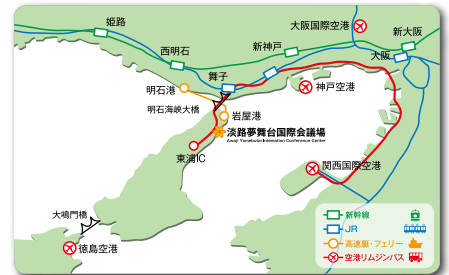 姫路
大阪国際空港
新大阪
西明石
新神戸
大阪
舞子
明石港
神戸空港
明石海峡大橋
岩屋港
淡路夢舞台国際会議場
Awaji Yumebutai Internation Conference Center
東浦IC
関西国際空港
大鳴門橋
徳島空港
新幹線
JR
高速艇・フェリー
空港リムジンバス